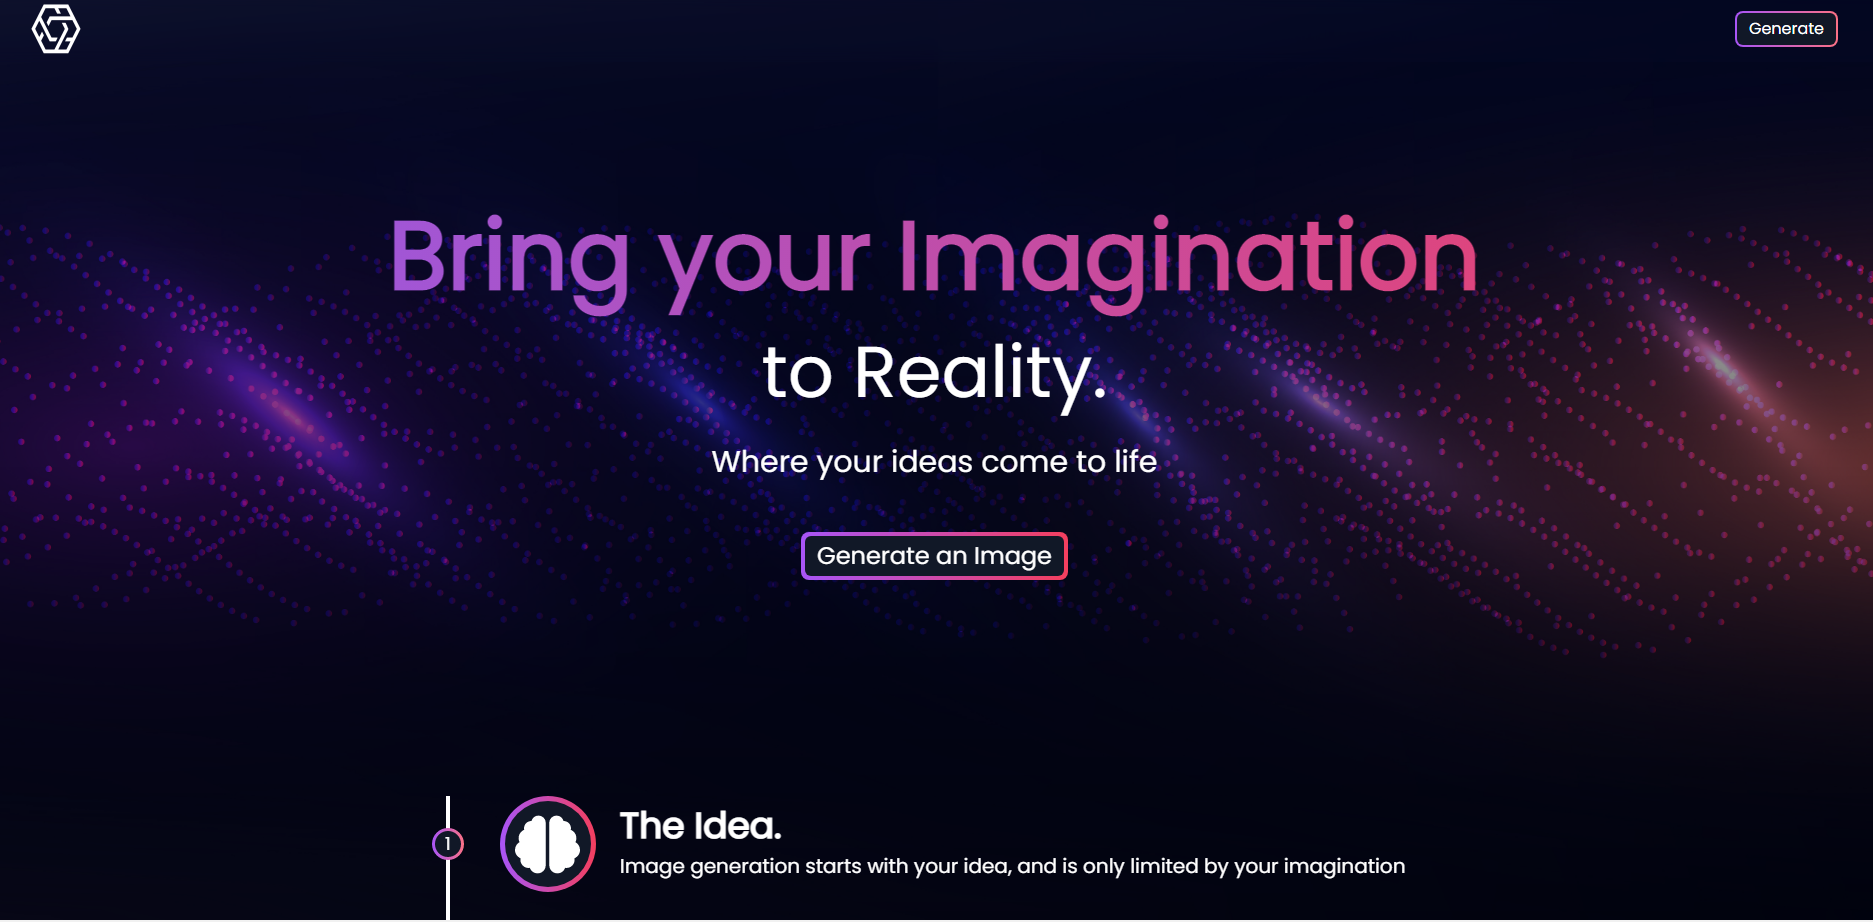 Generate
Bring your Imagination
to Reality.
Where your ideas come to life
Generate an Image
1
The Idea.
Image generation starts with your idea, and is only limited by your imagination